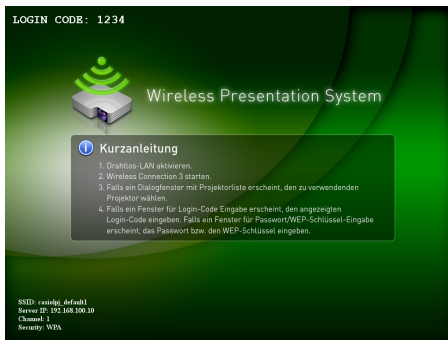 LOGIN CODE: 1234
Wireless Presentation System
Kurzanleitung
1. Drahtlos-LAN aktivieren.
2. Wireless Connection 3 starten.
3. Falls ein Dialogfenster mit Projektorliste erscheint, den zu verwendenden
Projektor wählen.
4. Falls ein Fenster für Login-Code Eingabe erscheint, den angezeigten
Login-Code eingeben. Falls ein Fenster für Passwort/WEP-Schlüssel-Eingabe
erscheint, das Passwort bzw. den WEP-Schlüssel eingeben.
SSID: casiolpj_default1
Server IP: 192.168.100.10
Channel: 1
Security: WPA